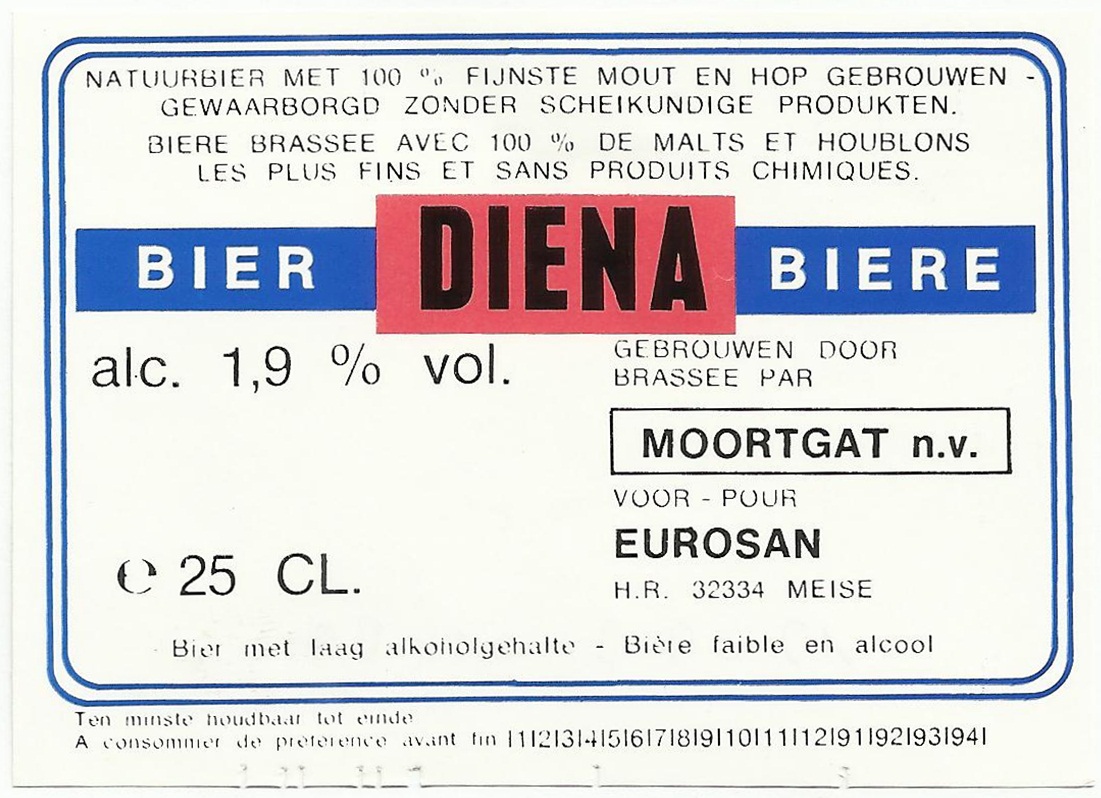 NATUURBIER MET 100 % FIJNSTE MOUT EN HOP GEBROUWEN -
GEWAARBORGD ZONDER SCHEIKUNDIGE PRODUKTEN.
BIERE BRASSEE AVEC 100 % DE MALTS ET HOUBLONS
LES PLUS FINS ET SANS PRODUITS CHIMIQUES.
BIER DIENA BIERE
alc. 1,9 % vol.
GEBROUWEN DOOR
BRASSEE PAR
MOORTGAT n.v.
VOOR - POUR
EUROSAN
H.R. 32334 MEISE
℮ 25 CL.
Bier met laag alkoholgehalte - Bière faible en alcool
Ten minste houdbaar tot einde
A consommer de préférence avant fin |1|2|3|4|5|6|7|8|9|10|11|12|91|92|93|94|